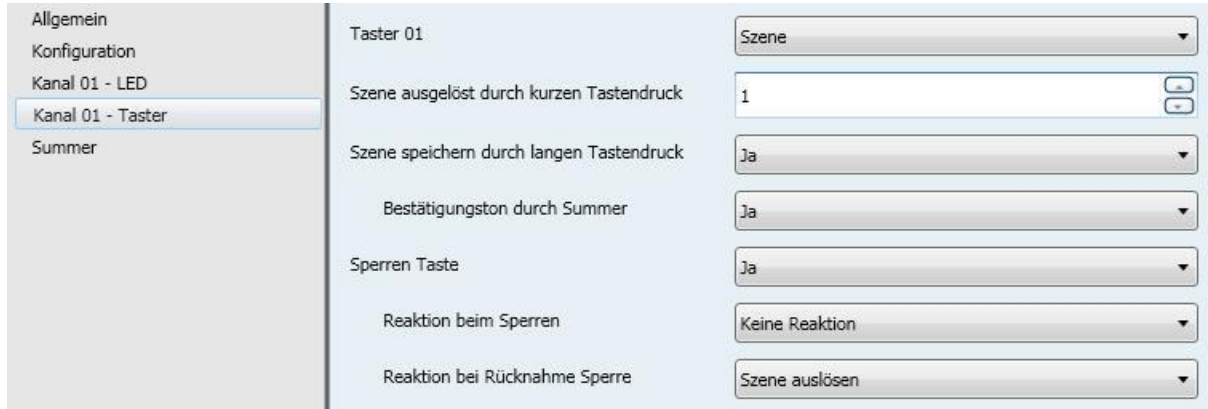 Allgemein
Konfiguration
Kanal 01 - LED
Kanal 01 - Taster
Summer
Taster 01 Szene
Szene ausgelöst durch kurzen Tastendruck 1
Szene speichern durch langen Tastendruck Ja
Bestätigungston durch Summer Ja
Sperren Taste Ja
Reaktion beim Sperren Keine Reaktion
Reaktion bei Rücknahme Sperre Szene auslösen